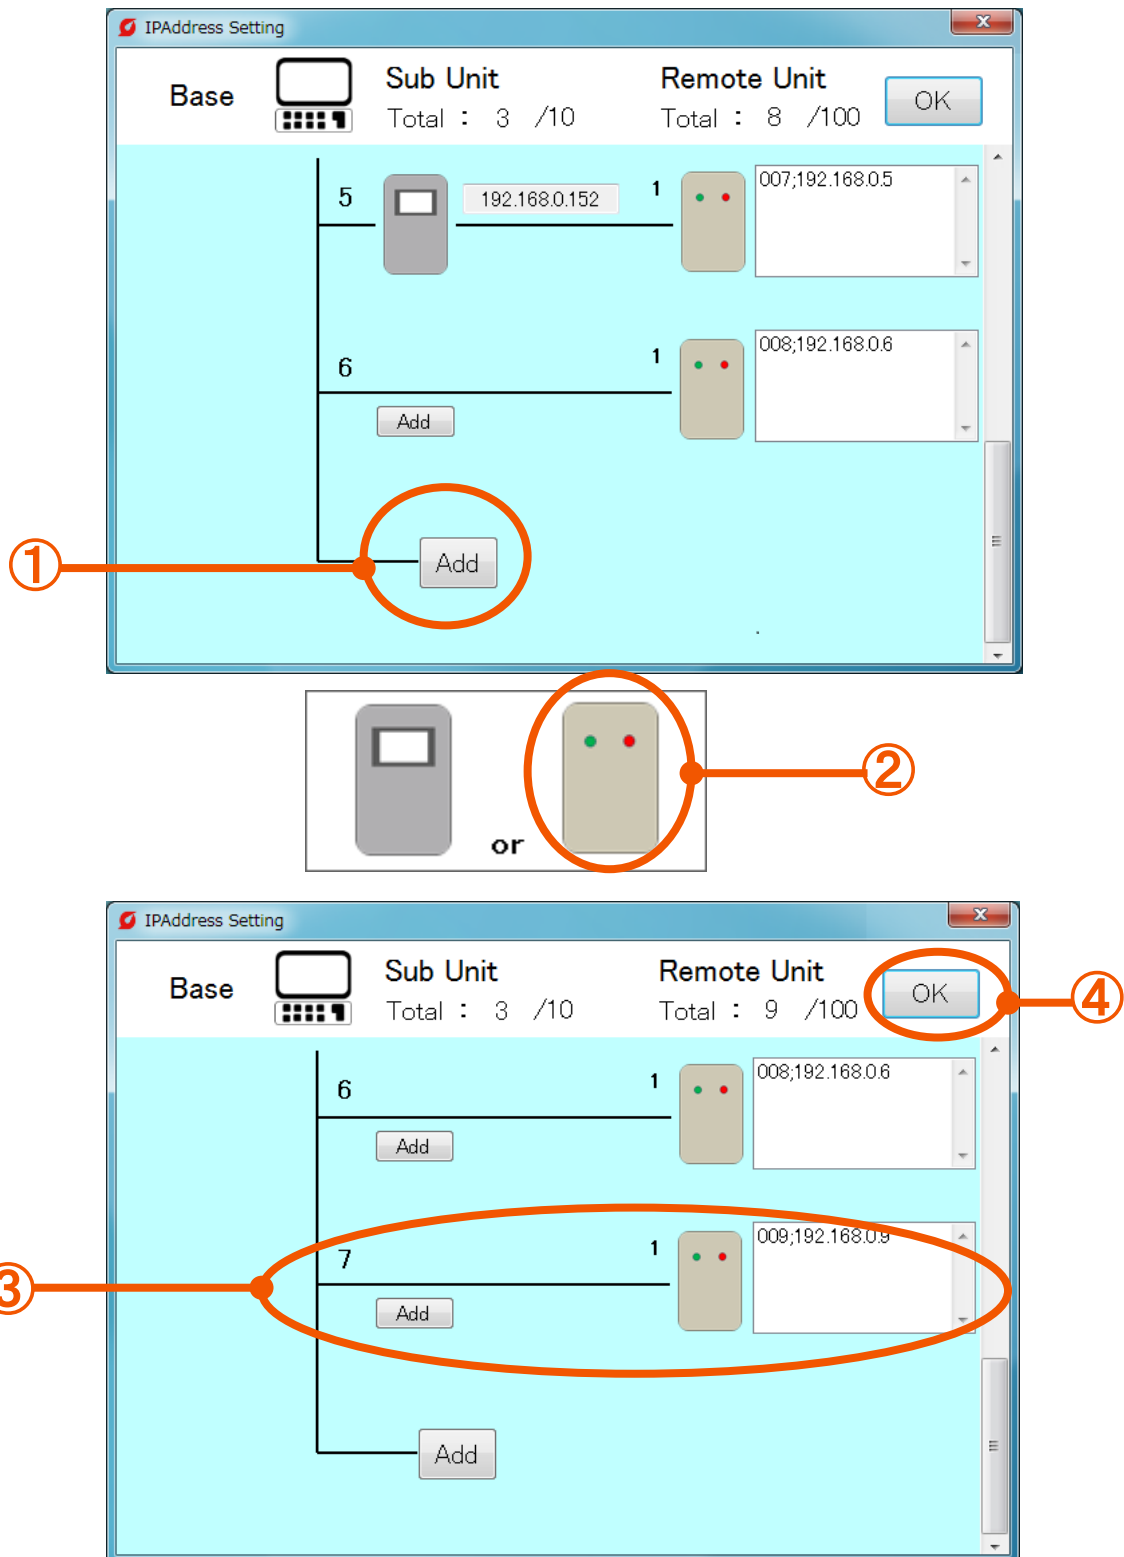 IPAddress Setting
x
Base
Sub Unit
Total : 3 /10
Remote Unit
Total : 8 /100
OK
5
192.168.0.152
1
007;192.168.0.5
6
1
008;192.168.0.6
Add
①
Add
or
②
IPAddress Setting
x
Base
Sub Unit
Total : 3 /10
Remote Unit
Total : 9 /100
OK
④
6
1
008;192.168.0.6
Add
③
7
1
009;192.168.0.9
Add
Add